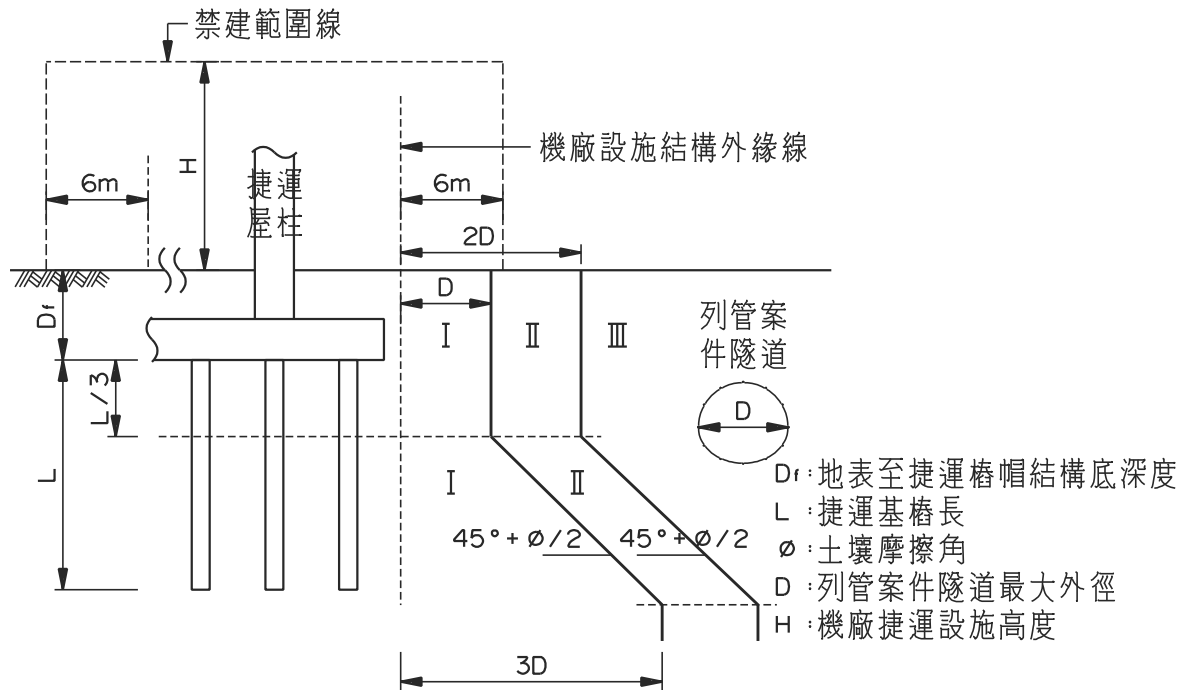 禁建範圍線
機廠設施結構外緣線
H
6m
捷運
屋柱
6m
2D
D
Df
I
II
III
列管案
件隧道
L/3
D
L
I
II
45°+ø/2
45°+ø/2
Df:地表至捷運樁帽結構底深度
L:捷運基樁長
ø:土壤摩擦角
D:列管案件隧道最大外徑
H:機廠捷運設施高度
3D